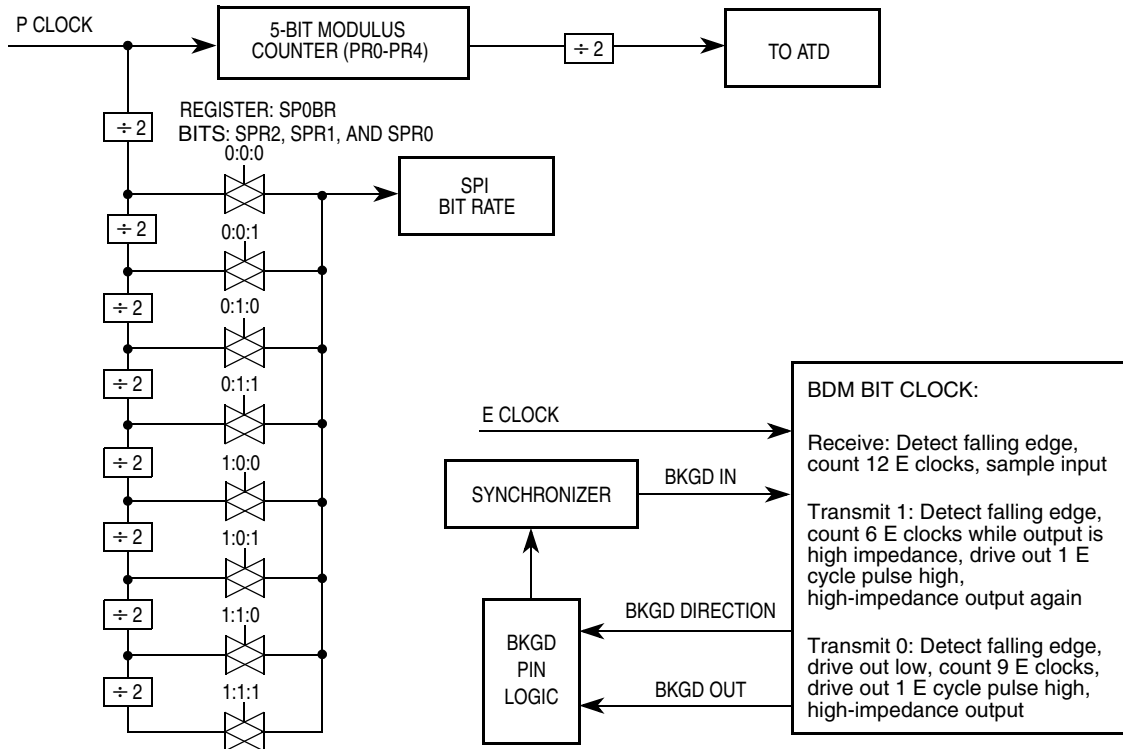 P CLOCK
5-BIT MODULUS
COUNTER (PR0-PR4)
÷ 2
TO ATD
÷ 2
REGISTER: SP0BR
BITS: SPR2, SPR1, AND SPR0
0:0:0
SPI
BIT RATE
÷ 2
0:0:1
÷ 2
0:1:0
÷ 2
0:1:1
÷ 2
1:0:0
÷ 2
1:0:1
÷ 2
1:1:0
÷ 2
1:1:1
E CLOCK
SYNCHRONIZER
BKGD IN
BKGD DIRECTION
BKGD
PIN
LOGIC
BKGD OUT
BDM BIT CLOCK:
Receive: Detect falling edge,
count 12 E clocks, sample input
Transmit 1: Detect falling edge,
count 6 E clocks while output is
high impedance, drive out 1 E
cycle pulse high,
high-impedance output again
Transmit 0: Detect falling edge,
drive out low, count 9 E clocks,
drive out 1 E cycle pulse high,
high-impedance output